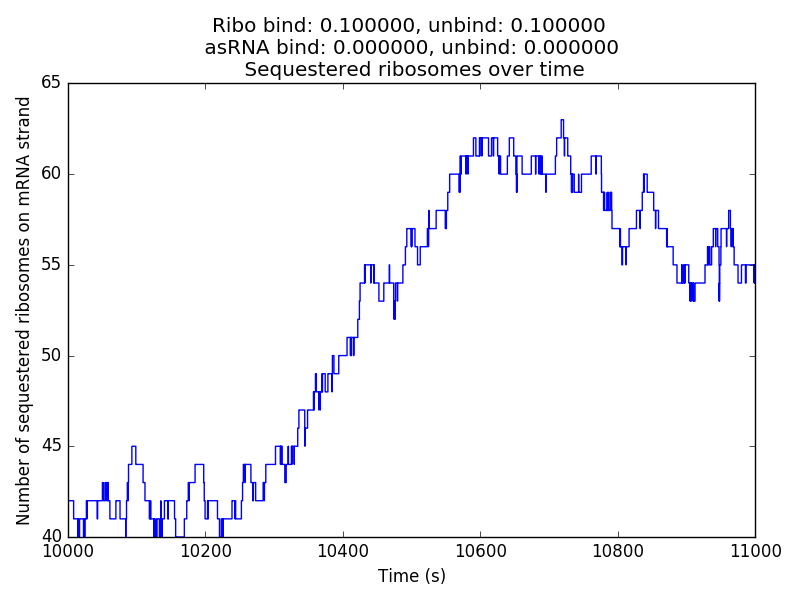 Ribo bind: 0.100000, unbind: 0.100000
asRNA bind: 0.000000, unbind: 0.000000
Sequestered ribosomes over time
Number of sequestered ribosomes on mRNA strand
65
60
55
50
45
40
10000 10200 10400 10600 10800 11000
Time (s)